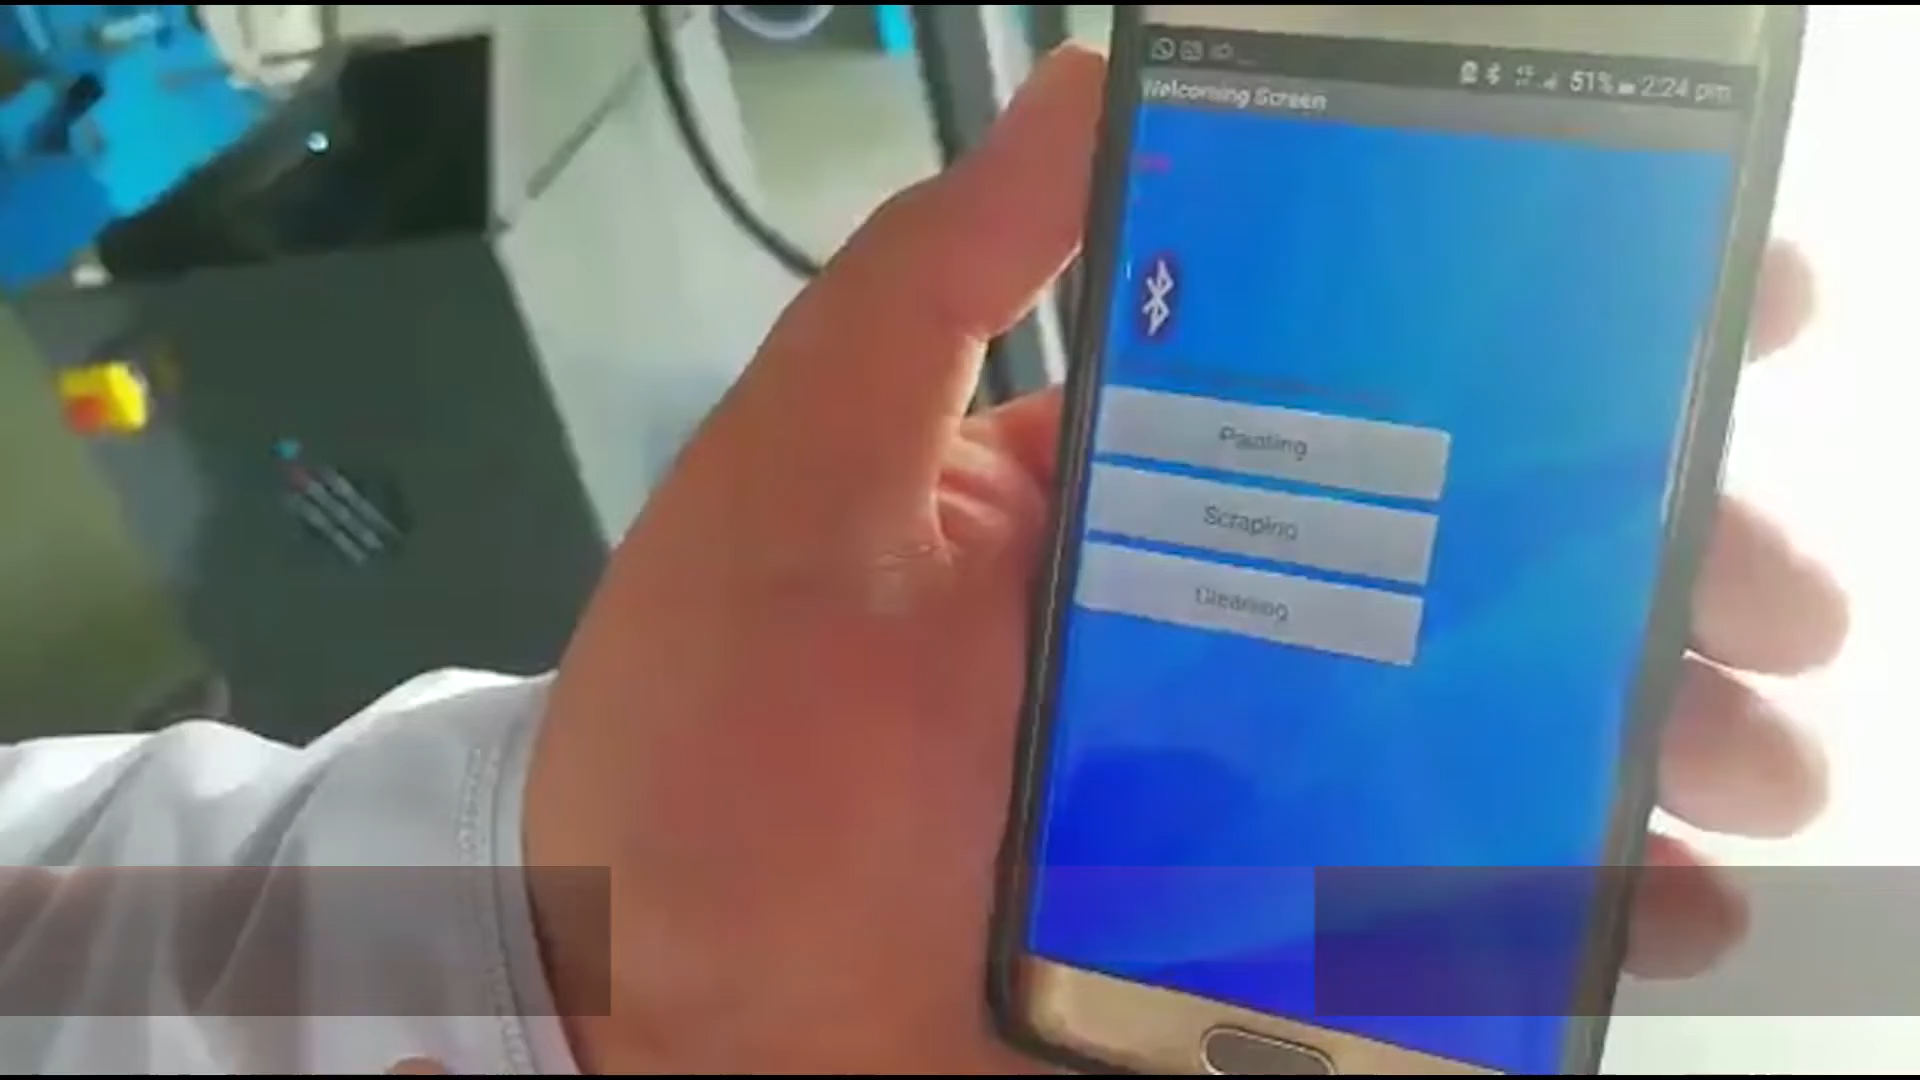 51% 2:24 pm
Welcoming Screen
Painting
Scraping
Cleaning